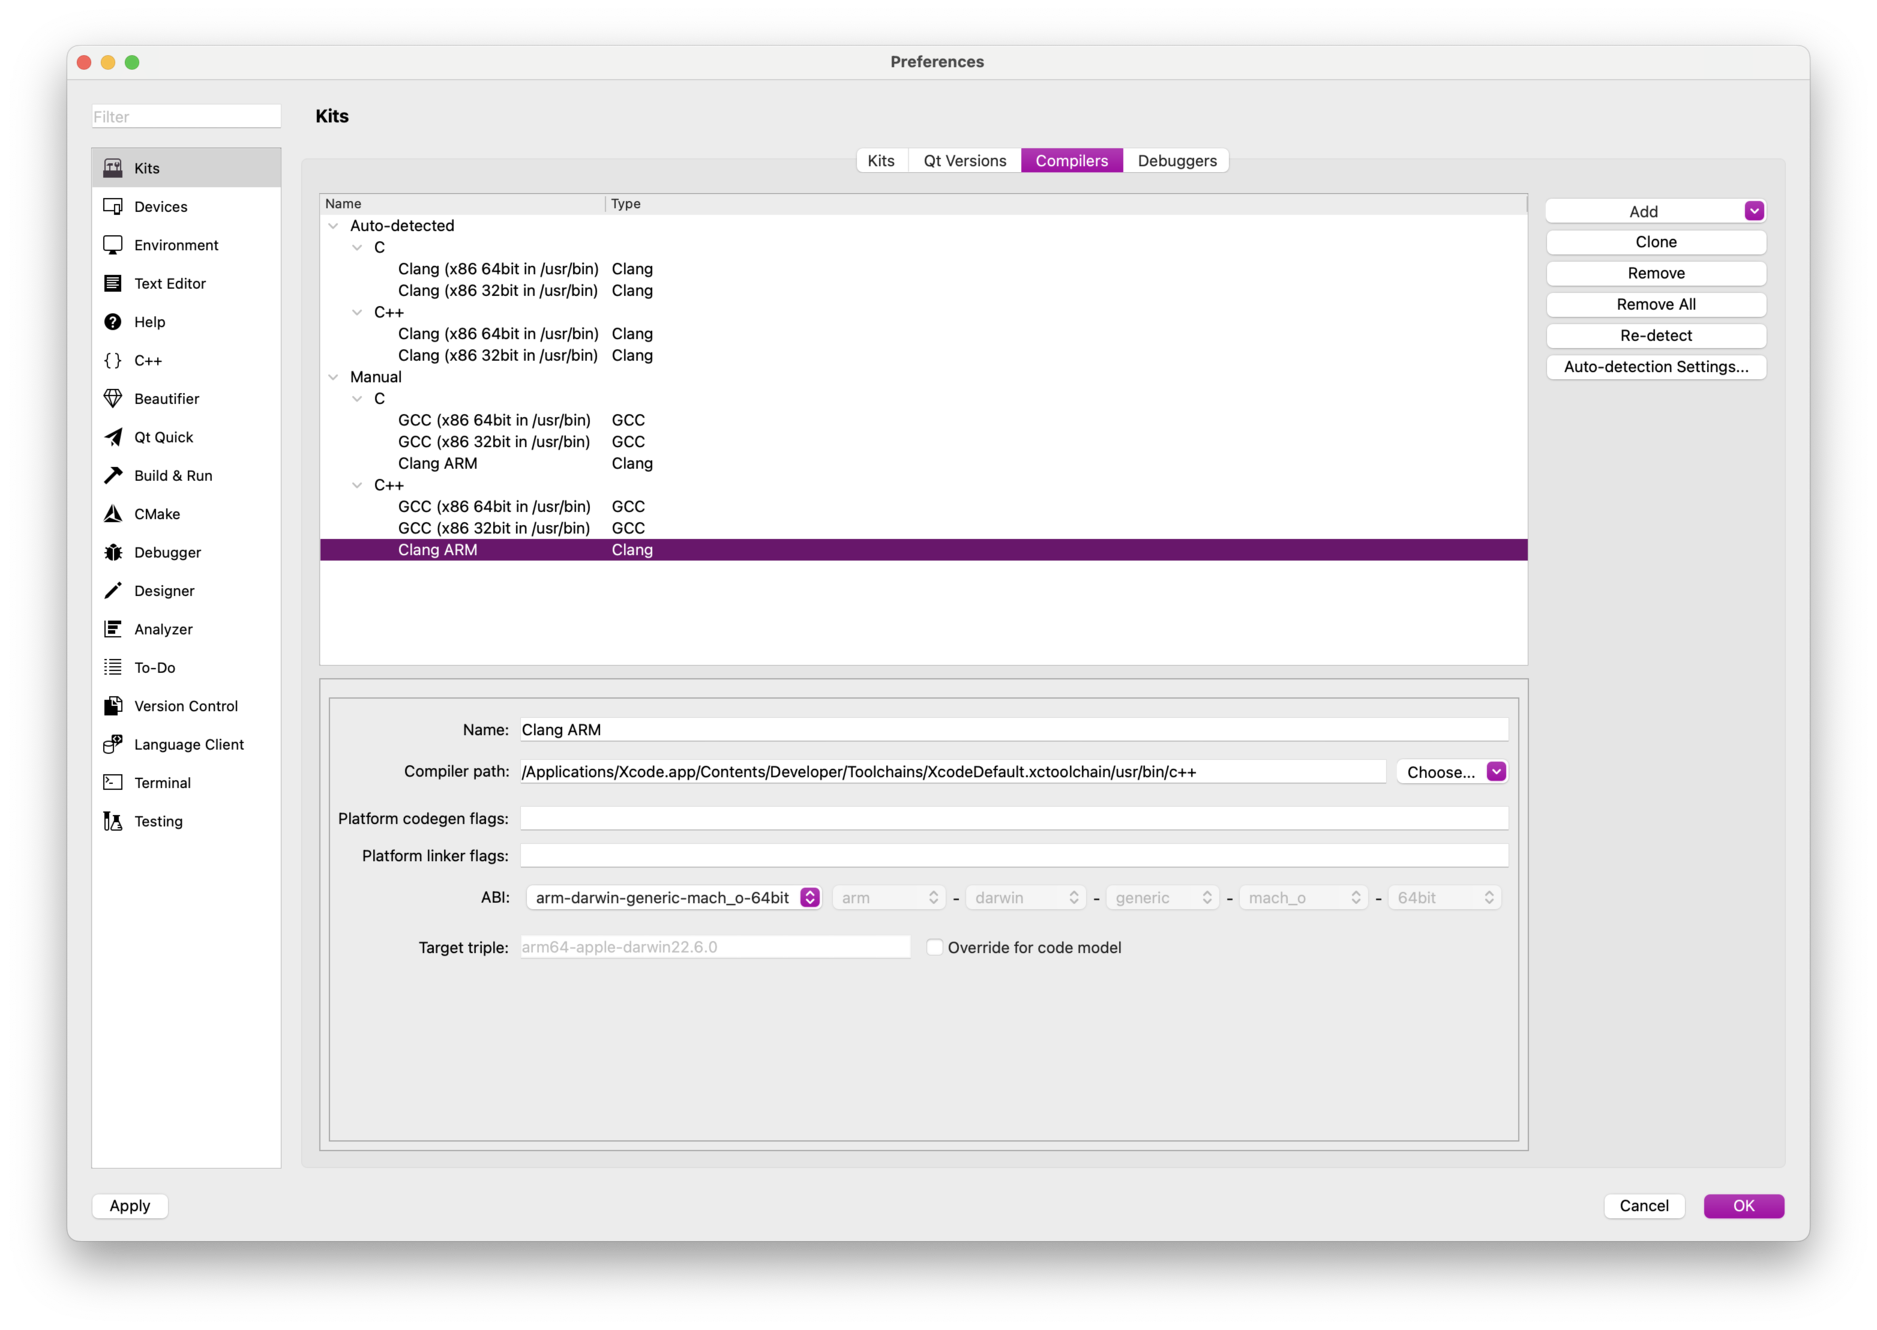 Preferences
Filter
Kits
Kits
Devices
Environment
Text Editor
Help
C++
Beautifier
Qt Quick
Build & Run
CMake
Debugger
Designer
Analyzer
To-Do
Version Control
Language Client
Terminal
Testing
Kits Qt Versions Compilers Debuggers
Name Type
Auto-detected
C
Clang (x86 64bit in /usr/bin) Clang
Clang (x86 32bit in /usr/bin) Clang
C++
Clang (x86 64bit in /usr/bin) Clang
Clang (x86 32bit in /usr/bin) Clang
Manual
C
GCC (x86 64bit in /usr/bin) GCC
GCC (x86 32bit in /usr/bin) GCC
Clang ARM Clang
C++
GCC (x86 64bit in /usr/bin) GCC
GCC (x86 32bit in /usr/bin) GCC
Clang ARM Clang
Add
Clone
Remove
Remove All
Re-detect
Auto-detection Settings...
Name: Clang ARM
Compiler path: /Applications/Xcode.app/Contents/Developer/Toolchains/XcodeDefault.xctoolchain/usr/bin/c++ Choose...
Platform codegen flags:
Platform linker flags:
ABI: arm-darwin-generic-mach_o-64bit arm - darwin - generic - mach_o - 64bit
Target triple: arm64-apple-darwin22.6.0 Override for code model
Apply Cancel OK